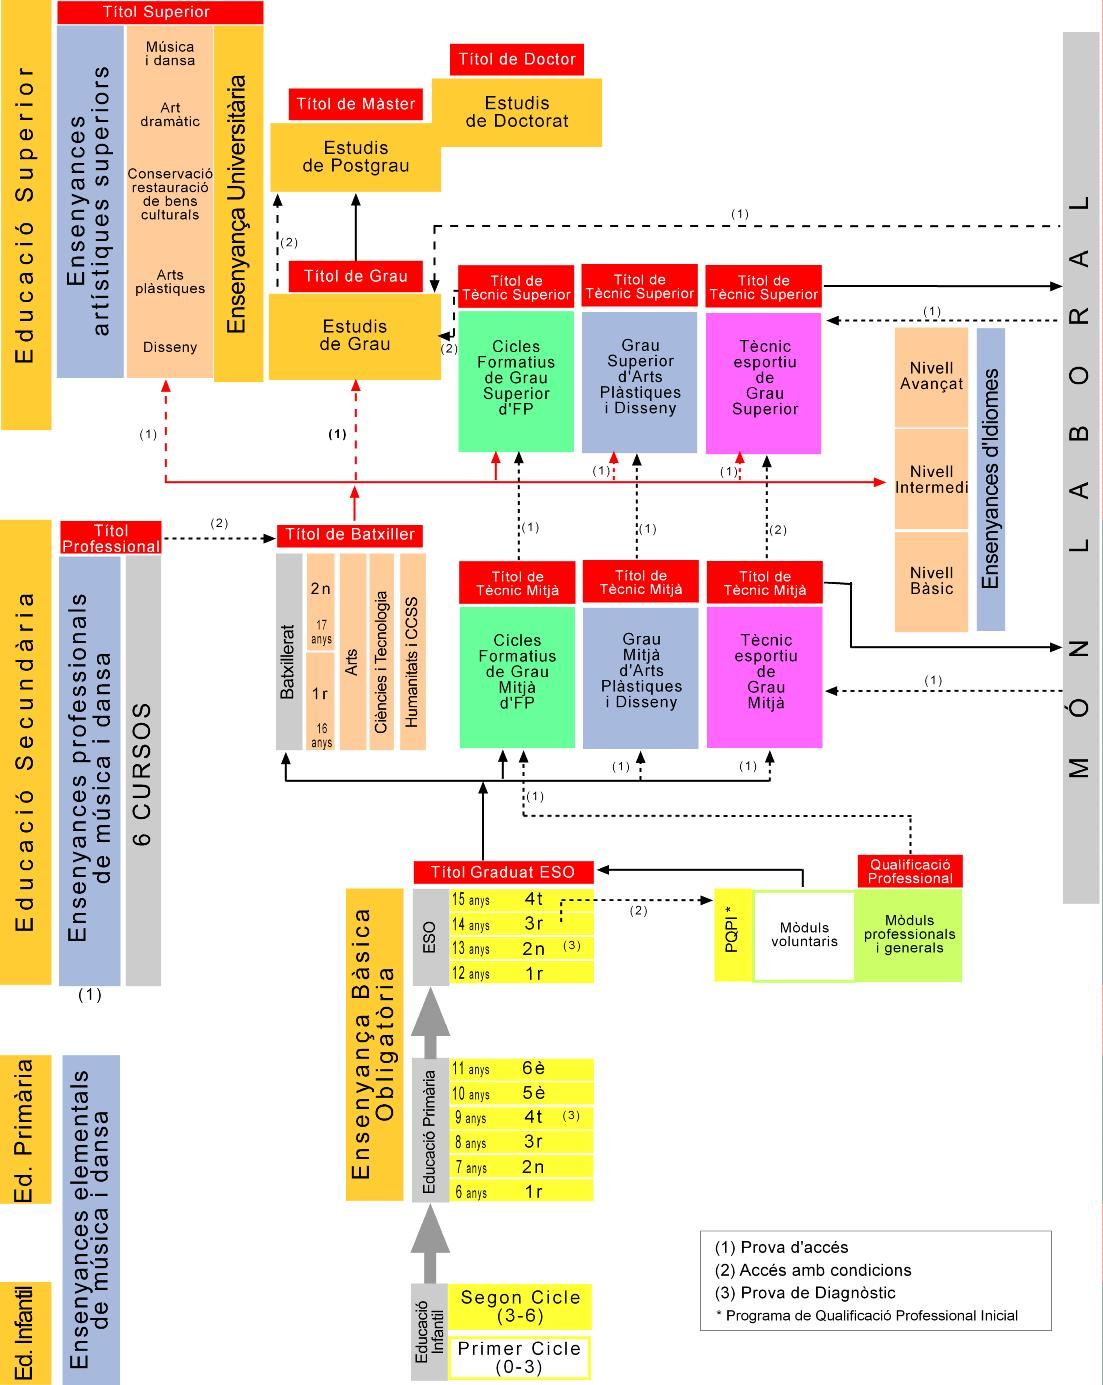 Títol Superior
Educació Superior
Ensenyances
artístiques superiors
Música
i dansa
Art
dramàtic
Conservació
restauració
de bens
culturals
Arts
plàstiques
Disseny
Ensenyança Universitària
Títol de Doctor
Estudis
de Doctorat
Títol de Màster
Estudis
de Postgrau
(2)
(1)
Títol de Grau
Estudis
de Grau
(2)
Títol de
Tècnic Superior
Cicles
Formatius
de Grau
Superior
d'FP
Títol de
Tècnic Superior
Grau
Superior
d'Arts
Plàstiques
i Disseny
Títol de
Tècnic Superior
Tècnic
esportiu
de
Grau
Superior
(1)
Nivell
Avançat
Nivell
Intermedi
Nivell
Bàsic
Ensenyances d'Idiomes
MÓN LABORAL
(1)
(1)
(1)
(1)
(1)
(1)
(2)
Educació Secundària
Títol
Professional
(2)
Ensenyances professionals
de música i dansa
6 CURSOS
(1)
Títol de Batxiller
Batxillerat
2n
17
anys
1r
16
anys
Arts
Ciències i Tecnologia
Humanitats i CCSS
Títol de
Tècnic Mitjà
Cicles
Formatius
de Grau
Mitjà
d'FP
Títol de
Tècnic Mitjà
Grau
Mitjà
d'Arts
Plàstiques
i Disseny
Títol de
Tècnic Mitjà
Tècnic
esportiu
de
Grau
Mitjà
(1)
(1)
(1)
(1)
Títol Graduat ESO
Qualificació
Professional
Ensenyança Bàsica
Obligatòria
ESO
15 anys 4t
14 anys 3r
13 anys 2n (3)
12 anys 1r
(2)
PQPI *
Mòduls
voluntaris
Mòduls
professionals
i generals
Ed. Primària
Ensenyances elementals
de música i dansa
Educació Primària
11 anys 6è
10 anys 5è
9 anys 4t (3)
8 anys 3r
7 anys 2n
6 anys 1r
Ed. Infantil
Educació
Infantil
Segon Cicle
(3-6)
Primer Cicle
(0-3)
(1) Prova d'accés
(2) Accés amb condicions
(3) Prova de Diagnòstic
* Programa de Qualificació Professional Inicial